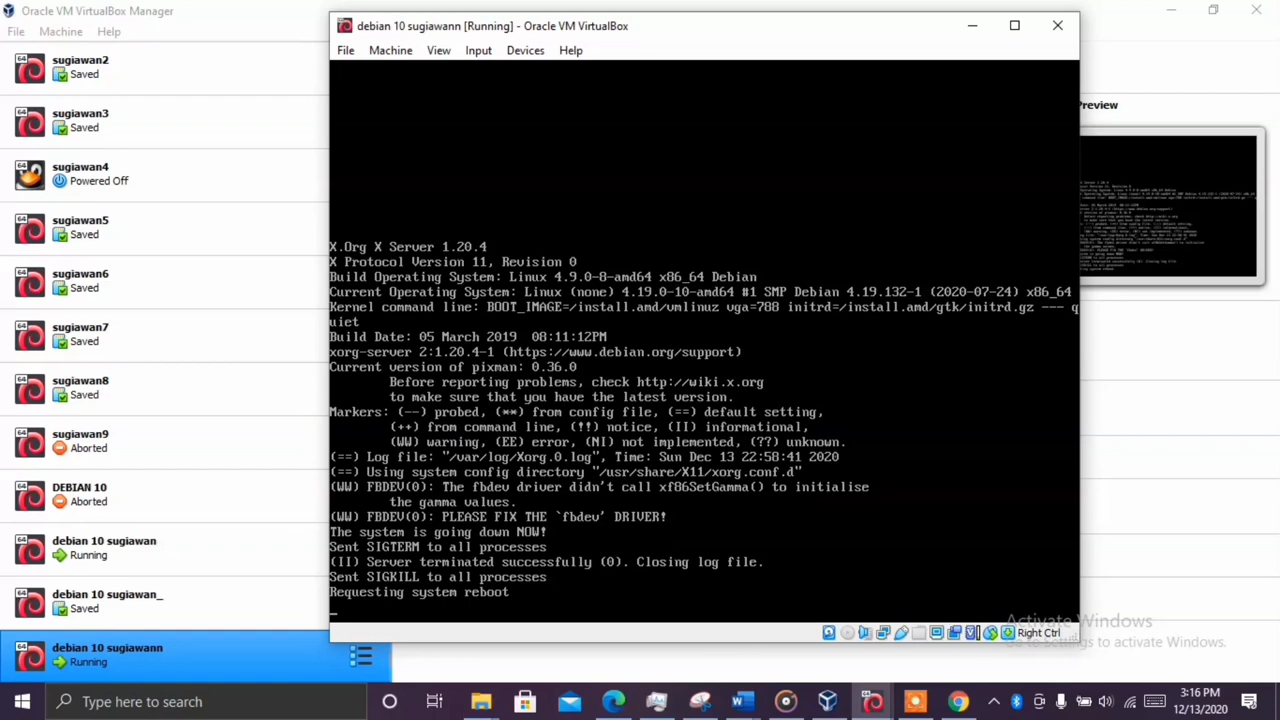 Oracle VM VirtualBox Manager
File Machine Help
64 sugiawan2
Saved
64 sugiawan3
Saved
64 sugiawan4
Powered Off
64 sugiawan5
Saved
64 sugiawan6
Saved
64 sugiawan7
Saved
64 sugiawan8
Saved
64 sugiawan9
Aborted
64 DEBIAN 10
Aborted
64 debian 10 sugiawan
Running
64 debian 10 sugiawan_
Saved
64 debian 10 sugiawann
Running
debian 10 sugiawann [Running] - Oracle VM VirtualBox
File Machine View Input Devices Help
X.Org X Server 1.20.4
X Protocol Version 11, Revision 0
Build Operating System: Linux 4.9.0-8-amd64 x86_64 Debian
Current Operating System: Linux (none) 4.19.0-10-amd64 #1 SMP Debian 4.19.132-1 (2020-07-24) x86_64
Kernel command line: BOOT_IMAGE=/install.amd/vmlinuz vga=788 initrd=/install.amd/gtk/initrd.gz --- q
uiet
Build Date: 05 March 2019  08:11:12PM
xorg-server 2:1.20.4-1 (https://www.debian.org/support)
Current version of pixman: 0.36.0
Before reporting problems, check http://wiki.x.org
to make sure that you have the latest version.
Markers: (--) probed, (**) from config file, (==) default setting,
(++) from command line, (!!) notice, (II) informational,
(WW) warning, (EE) error, (NI) not implemented, (??) unknown.
(==) Log file: "/var/log/Xorg.0.log", Time: Sun Dec 13 22:58:41 2020
(==) Using system config directory "/usr/share/X11/xorg.conf.d"
(WW) FBDEV(0): The fbdev driver didn't call xf86SetGamma() to initialise
the gamma values.
(WW) FBDEV(0): PLEASE FIX THE `fbdev' DRIVER!
The system is going down NOW!
Sent SIGTERM to all processes
(II) Server terminated successfully (0). Closing log file.
Sent SIGKILL to all processes
Requesting system reboot
_
Right Ctrl
Preview
Activate Windows
Go to Settings to activate Windows.
Type here to search
3:16 PM
12/13/2020